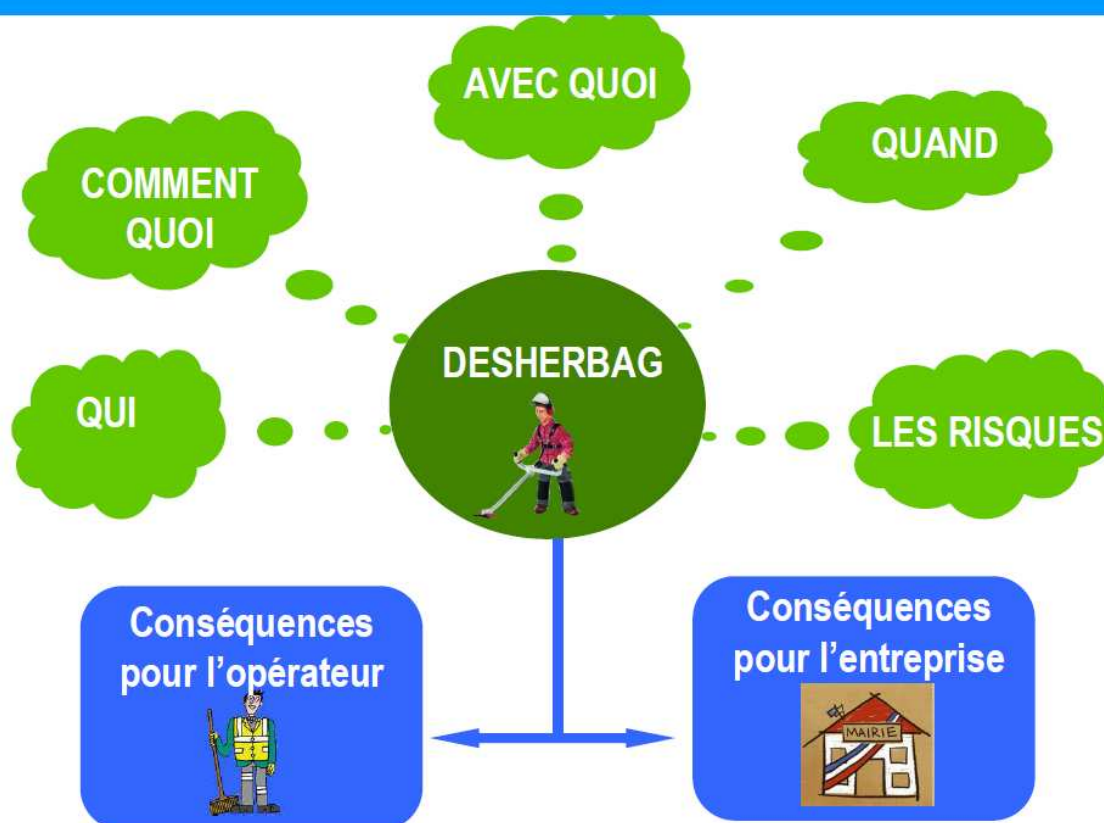 AVEC QUOI
QUAND
COMMENT
QUOI
DESHERBAG
QUI
LES RISQUES
Conséquences
pour l'opérateur
Conséquences
pour l'entreprise
MAIRIE